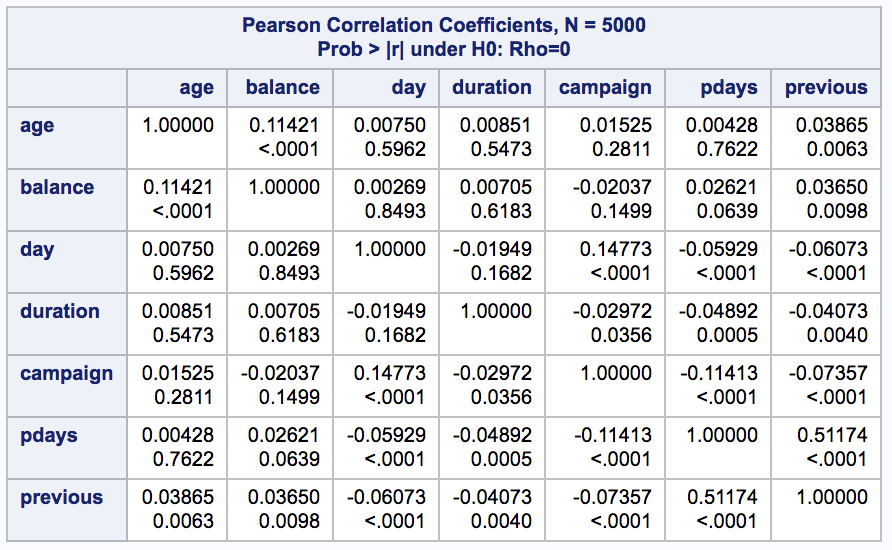 Pearson Correlation Coefficients, N = 5000
Prob > |r| under H0: Rho=0
age balance day duration campaign pdays previous
age 1.00000 0.11421 0.00750 0.00851 0.01525 0.00428 0.03865
<.0001 0.5962 0.5473 0.2811 0.7622 0.0063
balance 0.11421 1.00000 0.00269 0.00705 -0.02037 0.02621 0.03650
<.0001 0.8493 0.6183 0.1499 0.0639 0.0098
day 0.00750 0.00269 1.00000 -0.01949 0.14773 -0.05929 -0.06073
0.5962 0.8493 0.1682 <.0001 <.0001 <.0001
duration 0.00851 0.00705 -0.01949 1.00000 -0.02972 -0.04892 -0.04073
0.5473 0.6183 0.1682 0.0356 0.0005 0.0040
campaign 0.01525 -0.02037 0.14773 -0.02972 1.00000 -0.11413 -0.07357
0.2811 0.1499 <.0001 0.0356 <.0001 <.0001
pdays 0.00428 0.02621 -0.05929 -0.04892 -0.11413 1.00000 0.51174
0.7622 0.0639 <.0001 0.0005 <.0001 <.0001
previous 0.03865 0.03650 -0.06073 -0.04073 -0.07357 0.51174 1.00000
0.0063 0.0098 <.0001 0.0040 <.0001 <.0001